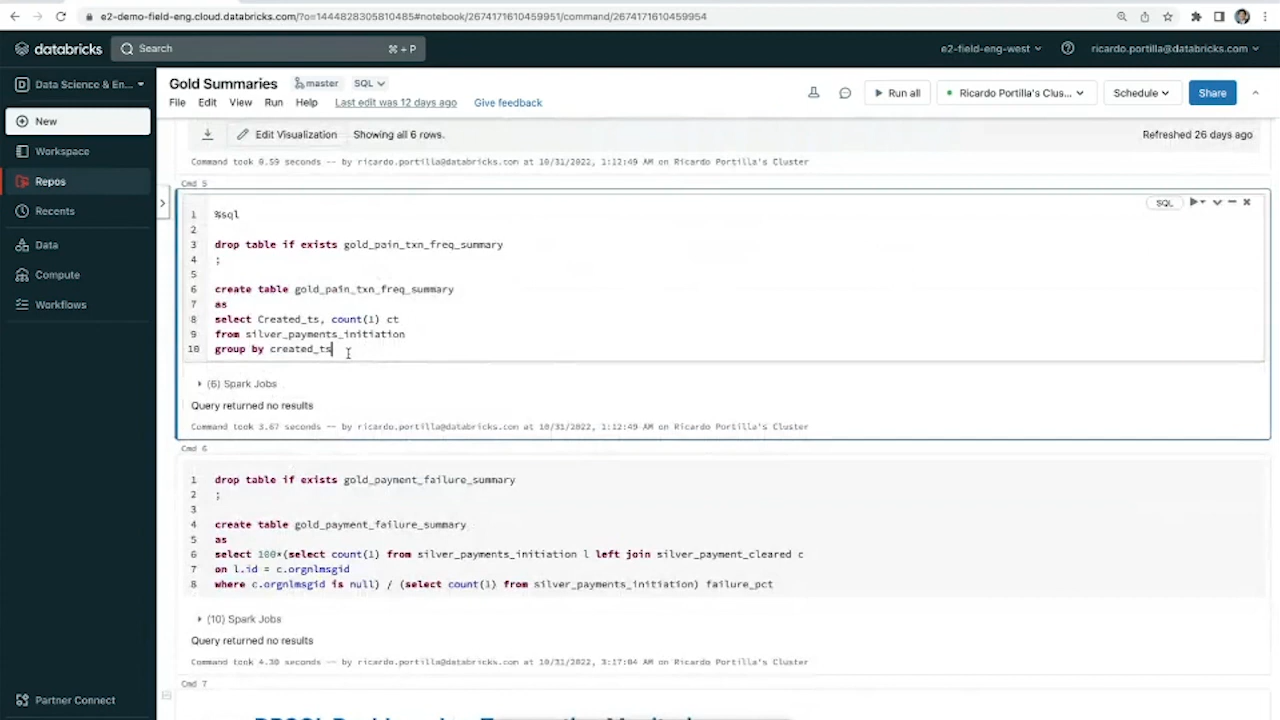 e2-demo-field-eng.cloud.databricks.com/?o=1444828305810485#notebook/2674171610459951/command/2674171610459954
databricks
Search
⌘ + P
e2-field-eng-west
ricardo.portilla@databricks.com
D
Data Science & En...
New
Workspace
Repos
Recents
Data
Compute
Workflows
Partner Connect
Gold Summaries
master
SQL
File Edit View Run Help Last edit was 12 days ago Give feedback
Run all
Ricardo Portilla's Clus...
Schedule
Share
Edit Visualization
Showing all 6 rows.
Refreshed 26 days ago
Command took 0.59 seconds -- by ricardo.portilla@databricks.com at 10/31/2022, 1:12:49 AM on Ricardo Portilla's Cluster
Cmd 5
SQL
1 %sql
2
3 drop table if exists gold_pain_txn_freq_summary
4 ;
5
6 create table gold_pain_txn_freq_summary
7 as
8 select Created_ts, count(1) ct
9 from silver_payments_initiation
10 group by created_ts
(6) Spark Jobs
Query returned no results
Command took 3.67 seconds -- by ricardo.portilla@databricks.com at 10/31/2022, 1:12:49 AM on Ricardo Portilla's Cluster
Cmd 6
1 drop table if exists gold_payment_failure_summary
2 ;
3
4 create table gold_payment_failure_summary
5 as
6 select 100*(select count(1) from silver_payments_initiation l left join silver_payment_cleared c
7 on l.id = c.orgnlmsgid
8 where c.orgnlmsgid is null) / (select count(1) from silver_payments_initiation) failure_pct
(10) Spark Jobs
Query returned no results
Command took 4.30 seconds -- by ricardo.portilla@databricks.com at 10/31/2022, 3:17:04 AM on Ricardo Portilla's Cluster
Cmd 7